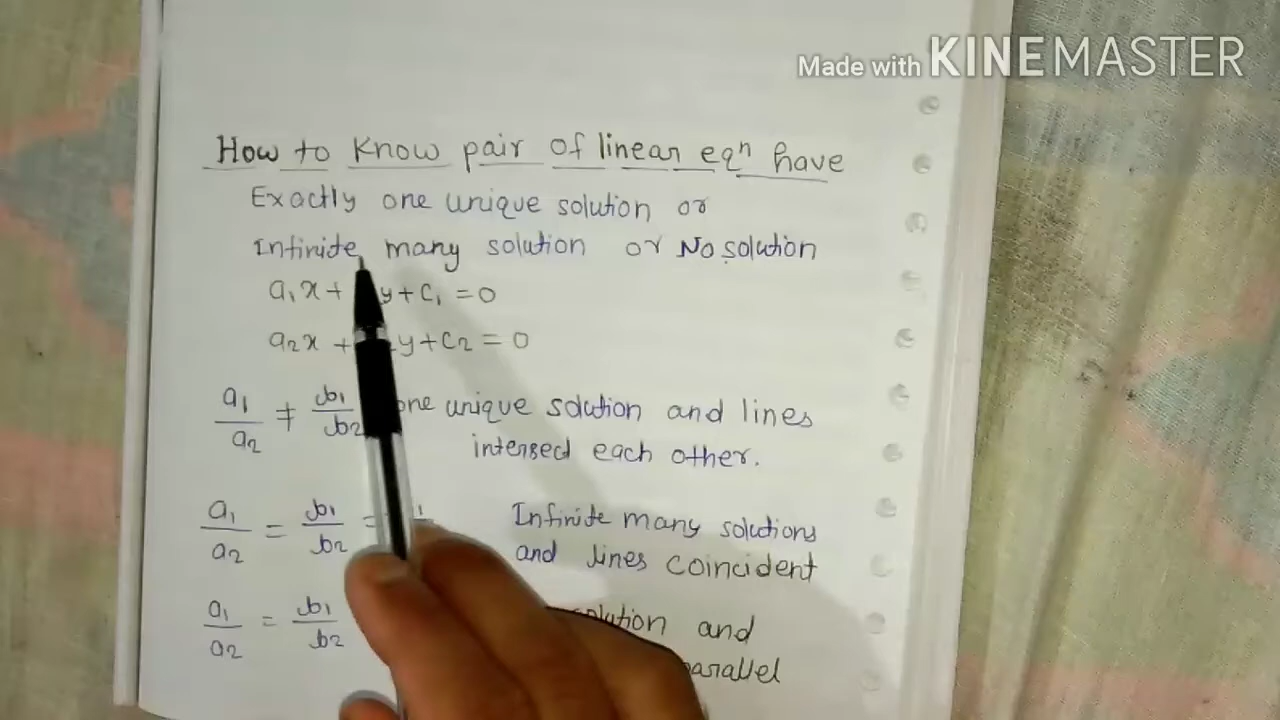 Made with KINEMASTER
How to Know pair of linear eqⁿ have
Exactly one unique solution or
Infinite many solution or No solution
a₁x + y + c₁ = 0
a₂x + y + c₂ = 0
a₁/a₂ ≠ b₁/b₂ one unique solution and lines
intersed each other.
a₁/a₂ = b₁/b₂ = Infinite many solutions
and lines coincident
a₁/a₂ = b₁/b₂ solution and
parallel